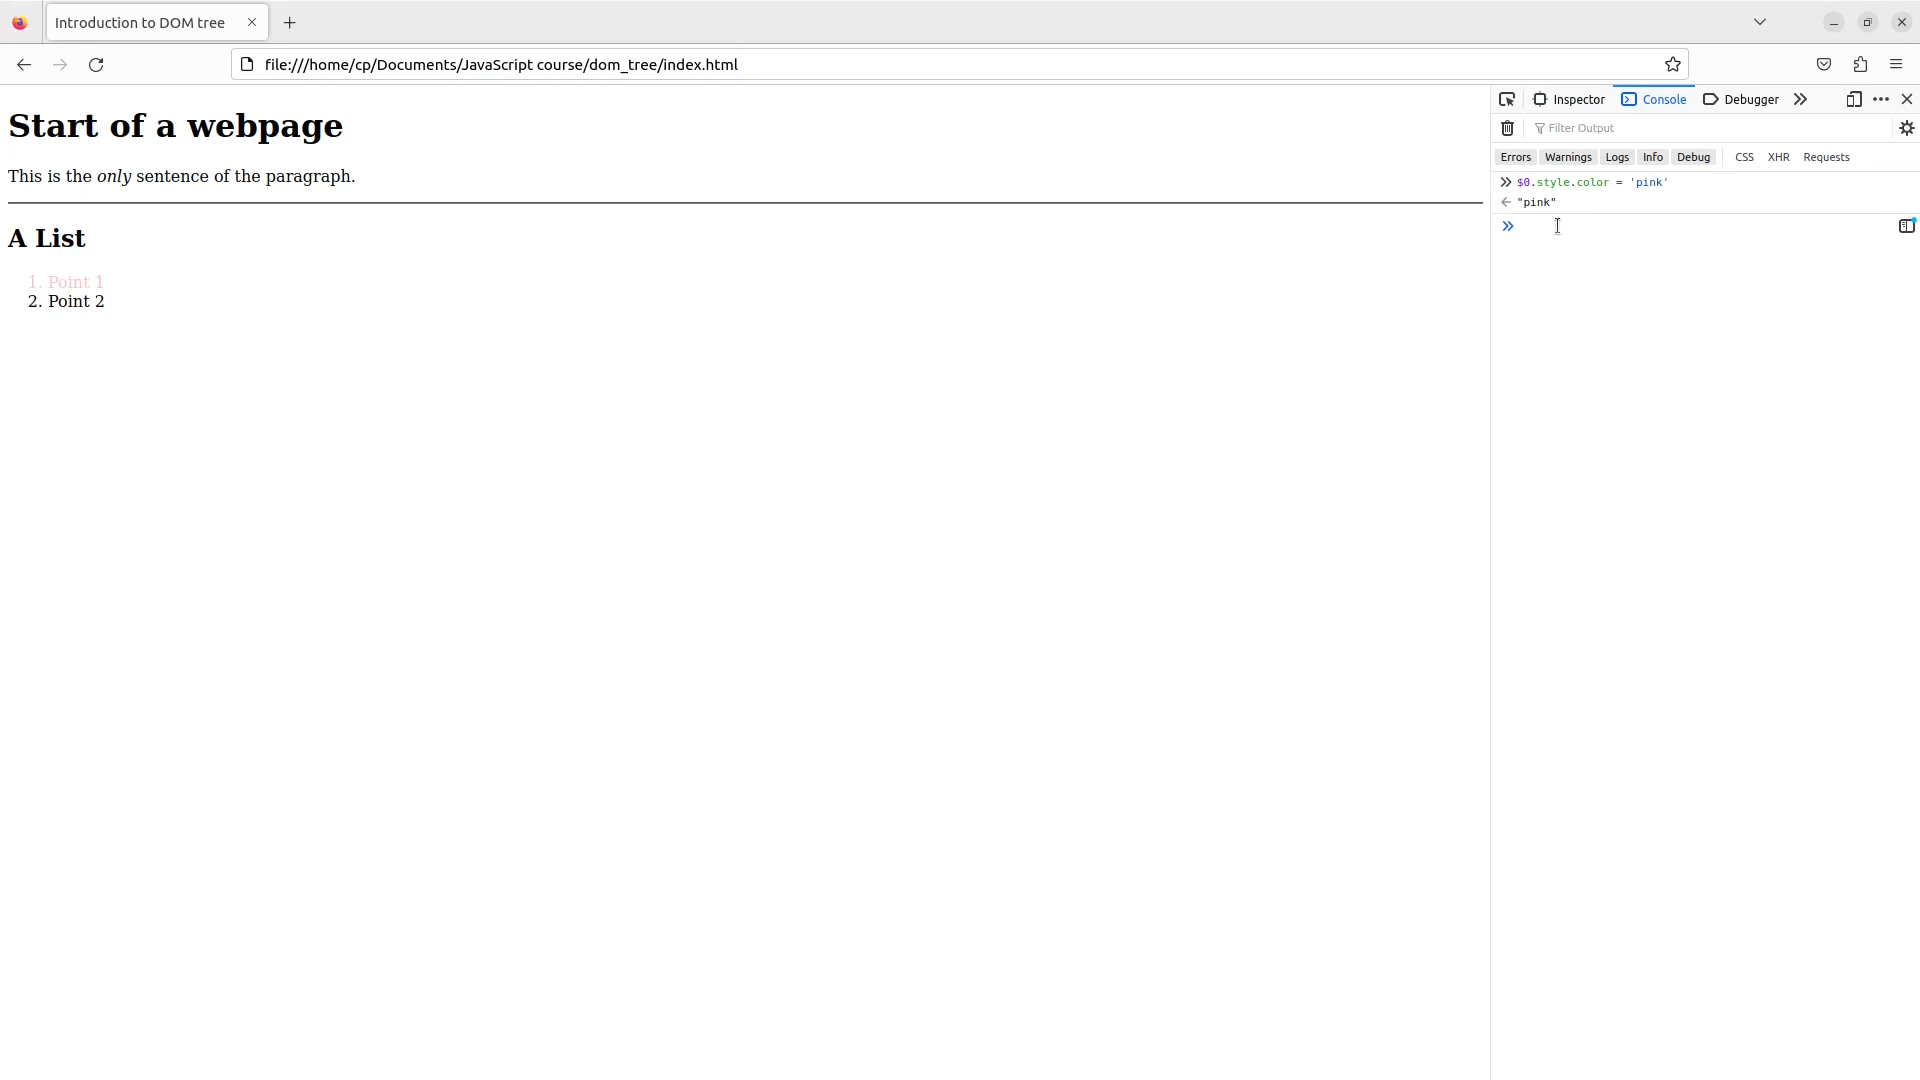 Introduction to DOM tree
file:///home/cp/Documents/JavaScript course/dom_tree/index.html
Start of a webpage
This is the only sentence of the paragraph.
A List
1. Point 1
2. Point 2
Inspector Console Debugger
Filter Output
Errors Warnings Logs Info Debug CSS XHR Requests
$0.style.color = 'pink'
"pink"